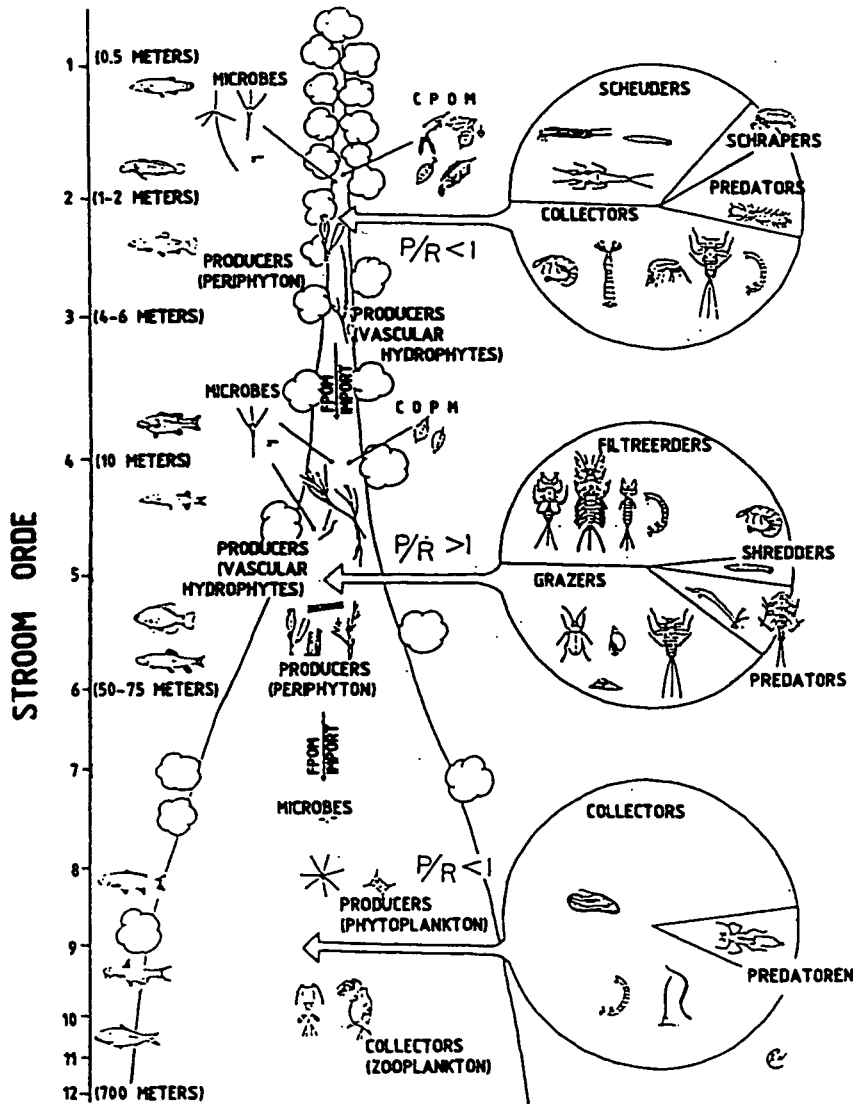 STROOM ORDE
1
(0.5 METERS)
MICROBES
CPOM
SCHEUDERS
SCHRAPERS
PREDATORS
COLLECTORS
2
(1-2 METERS)
P/R < 1
PRODUCERS
(PERIPHYTON)
3
(4-6 METERS)
PRODUCERS
(VASCULAR
HYDROPHYTES)
FPOM
IMPORT
MICROBES
COPM
4
(10 METERS)
FILTREERDERS
SHREDDERS
GRAZERS
PREDATORS
P/R > 1
PRODUCERS
(VASCULAR
HYDROPHYTES)
5
PRODUCERS
(PERIPHYTON)
6
(50-75 METERS)
FPOM
IMPORT
7
MICROBES
COLLECTORS
8
P/R < 1
PRODUCERS
(PHYTOPLANKTON)
9
PREDATOREN
10
COLLECTORS
(ZOOPLANKTON)
11
12
(700 METERS)